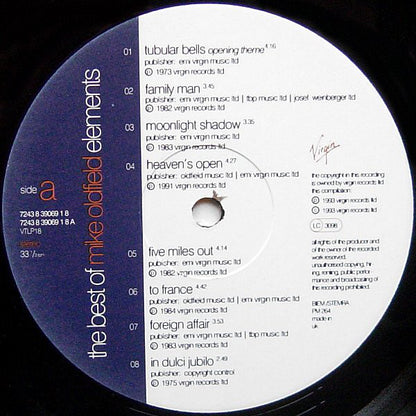 01 tubular bells opening theme 4.16
publisher: emi virgin music ltd
℗ 1973 virgin records ltd
02 family man 3.45
publisher: emi virgin music ltd | tbp music ltd | josef weinberger ltd
℗ 1982 virgin records ltd
03 moonlight shadow 3.35
publisher: emi virgin music ltd
℗ 1983 virgin records ltd
04 heaven's open 4.27
publisher: oldfield music ltd | emi virgin music ltd
℗ 1991 virgin records ltd
05 five miles out 4.14
publisher: emi virgin music ltd
℗ 1982 virgin records ltd
06 to france 4.42
publisher: oldfield music ltd | emi virgin music ltd
℗ 1984 virgin records ltd
07 foreign affair 3.53
publisher: emi virgin music ltd | tbp music ltd
℗ 1983 virgin records ltd
08 in dulci jubilo 2.49
publisher: copyright control
℗ 1975 virgin records ltd
the best of mike oldfield elements
side a
7243 8 39069 1 8
7243 8 39069 1 8 A
VTLP18
stereo
33 1/3 rpm
Virgin
the copyright in this recording
is owned by virgin records ltd.
this compilation
℗ 1993 virgin records ltd
© 1993 virgin records ltd
LC 3098
all rights of the producer and
of the owner of the recorded
work reserved.
unauthorised copying, hir-
ing, renting, public perfor-
mance and broadcasting of
this recording prohibited.
BIEM/STEMRA
PM 264
made in
uk